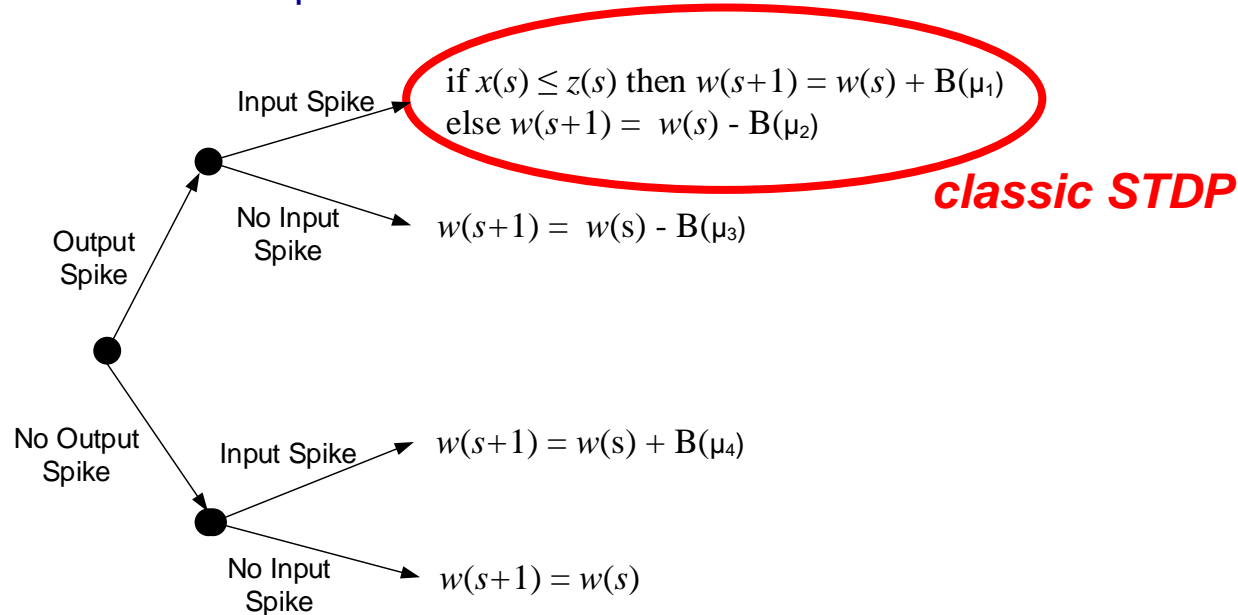 Input Spike
if x(s) ≤ z(s) then w(s+1) = w(s) + B(μ₁)
else w(s+1) = w(s) - B(μ₂)
classic STDP
No Input
Spike
w(s+1) = w(s) - B(μ₃)
Output
Spike
No Output
Spike
Input Spike
w(s+1) = w(s) + B(μ₄)
No Input
Spike
w(s+1) = w(s)